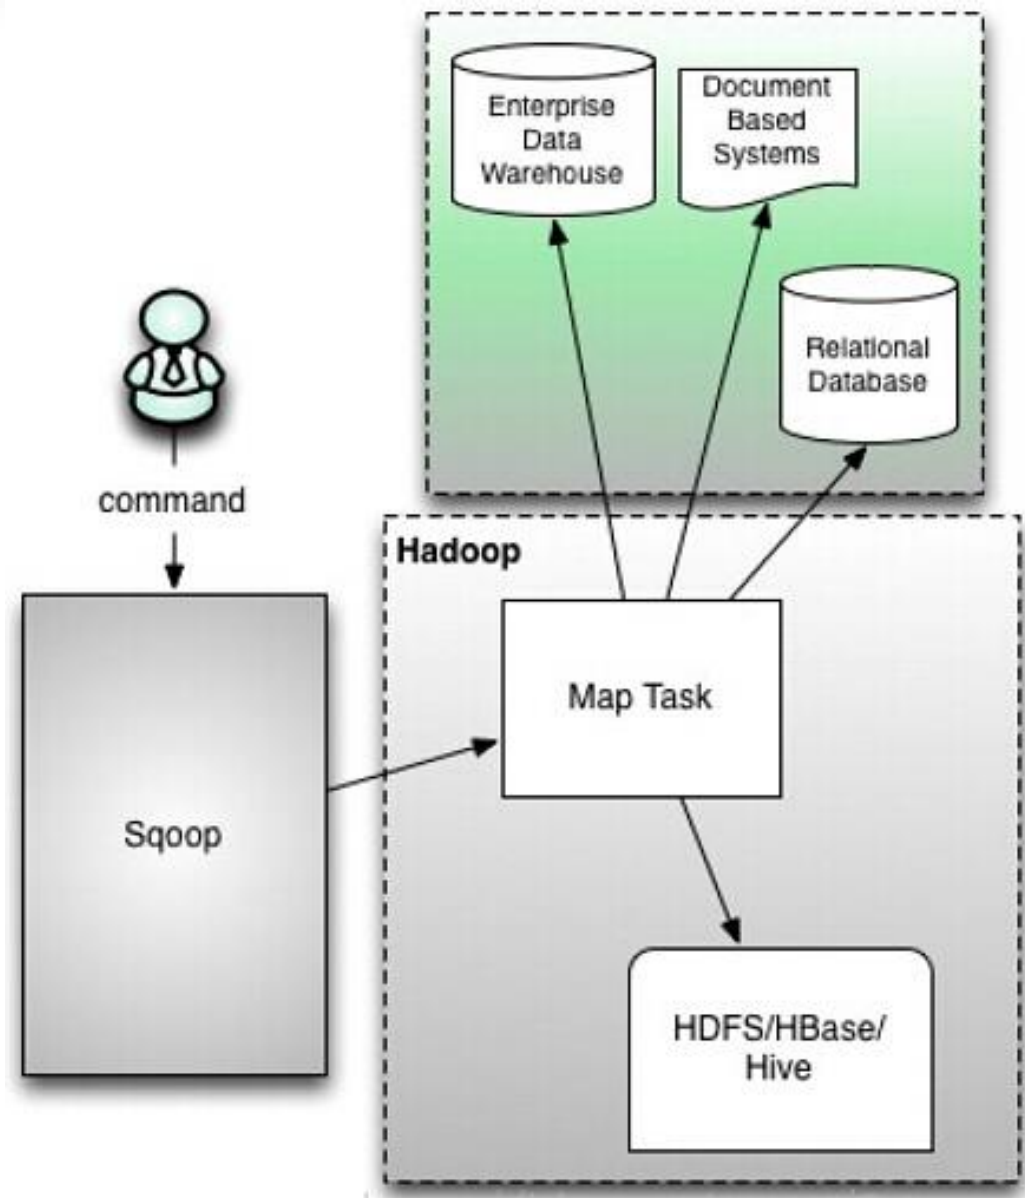 Enterprise
Data
Warehouse
Document
Based
Systems
Relational
Database
command
Hadoop
Map Task
Sqoop
HDFS/HBase/
Hive